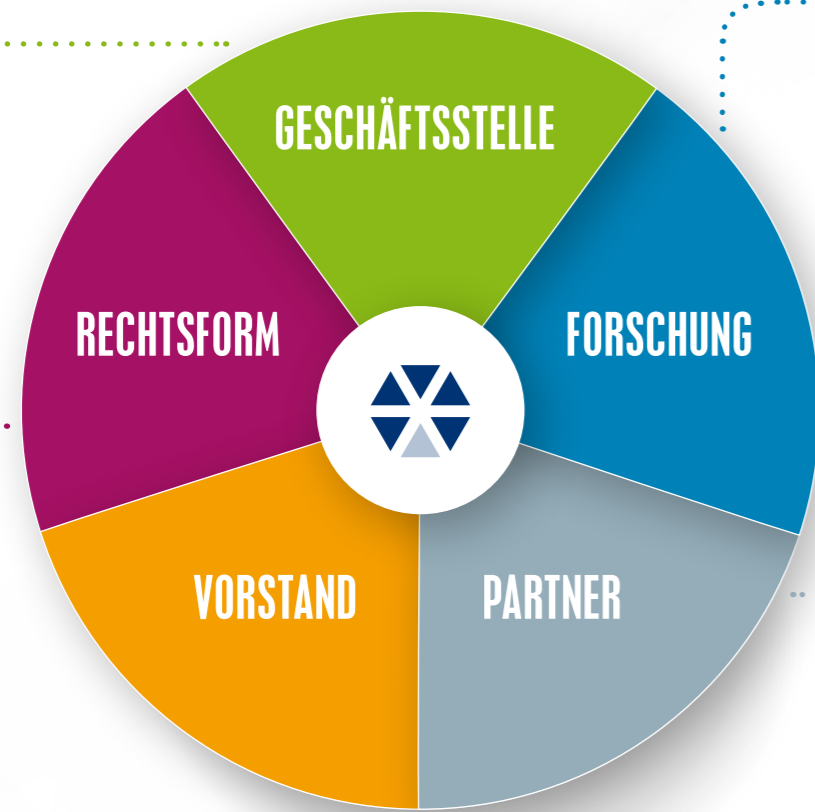 GESCHÄFTSSTELLE
RECHTSFORM
FORSCHUNG
VORSTAND
PARTNER